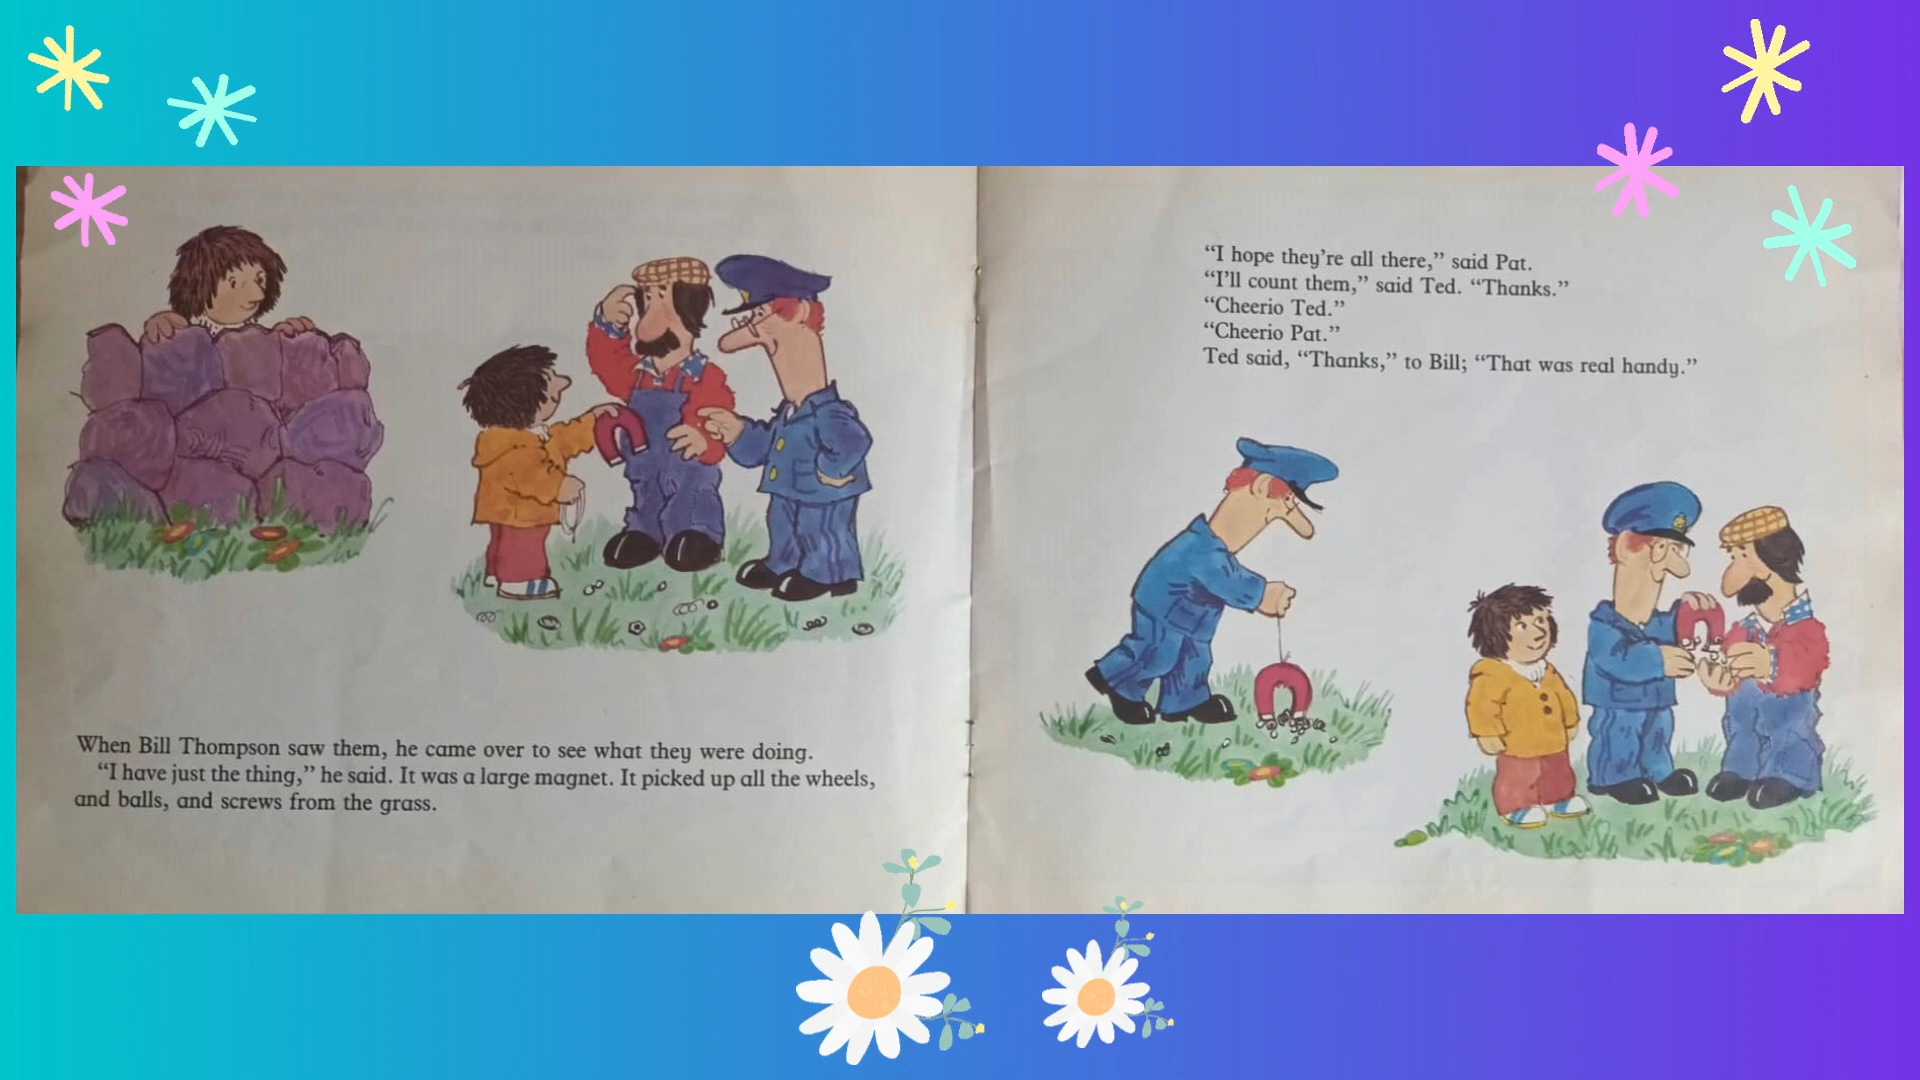 When Bill Thompson saw them, he came over to see what they were doing.
“I have just the thing,” he said. It was a large magnet. It picked up all the wheels,
and balls, and screws from the grass.
“I hope they’re all there,” said Pat.
“I’ll count them,” said Ted. “Thanks.”
“Cheerio Ted.”
“Cheerio Pat.”
Ted said, “Thanks,” to Bill; “That was real handy.”